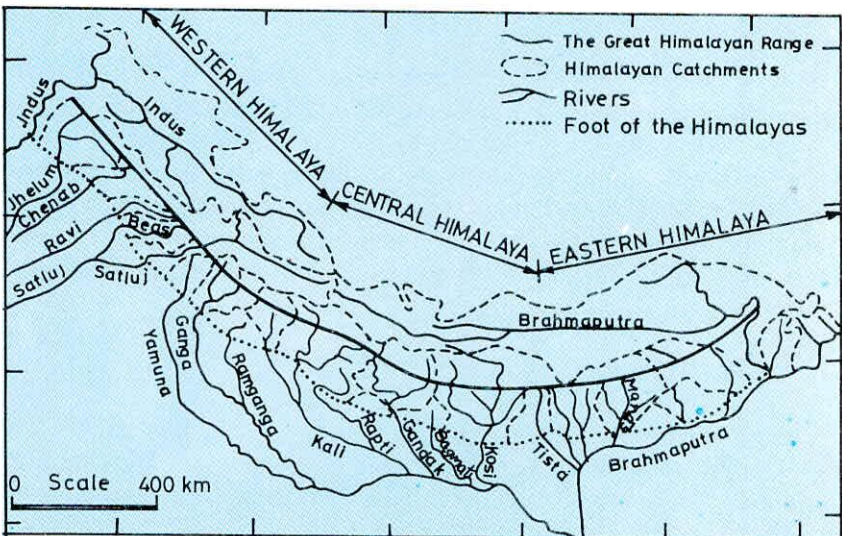 WESTERN HIMALAYA
CENTRAL HIMALAYA
EASTERN HIMALAYA
The Great Himalayan Range
Himalayan Catchments
Rivers
Foot of the Himalayas
Indus
Indus
Jhelum
Chenab
Ravi
Beas
Satluj
Satluj
Yamuna
Ganga
Ramganga
Kali
Rapti
Gandak
Bagmati
Kosi
Tista
Manas
Brahmaputra
Brahmaputra
0 Scale 400 km